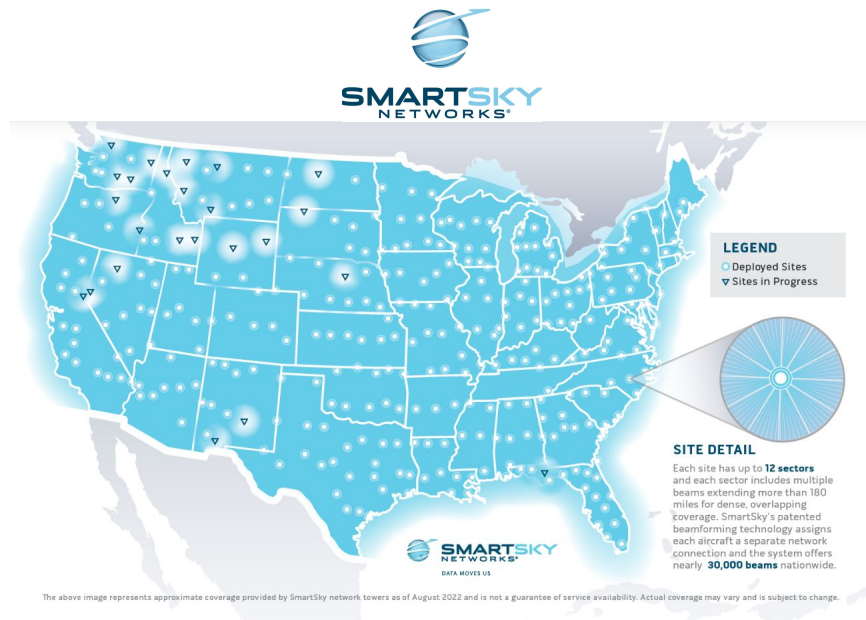 SMARTSKY
NETWORKS®
LEGEND
Deployed Sites
Sites in Progress
SITE DETAIL
Each site has up to 12 sectors
and each sector includes multiple
beams extending more than 180
miles for dense, overlapping
coverage. SmartSky's patented
beamforming technology assigns
each aircraft a separate network
connection and the system offers
nearly 30,000 beams nationwide.
SMARTSKY
NETWORKS®
DATA MOVES US
The above image represents approximate coverage provided by SmartSky network towers as of August 2022 and is not a guarantee of service availability. Actual coverage may vary and is subject to change.